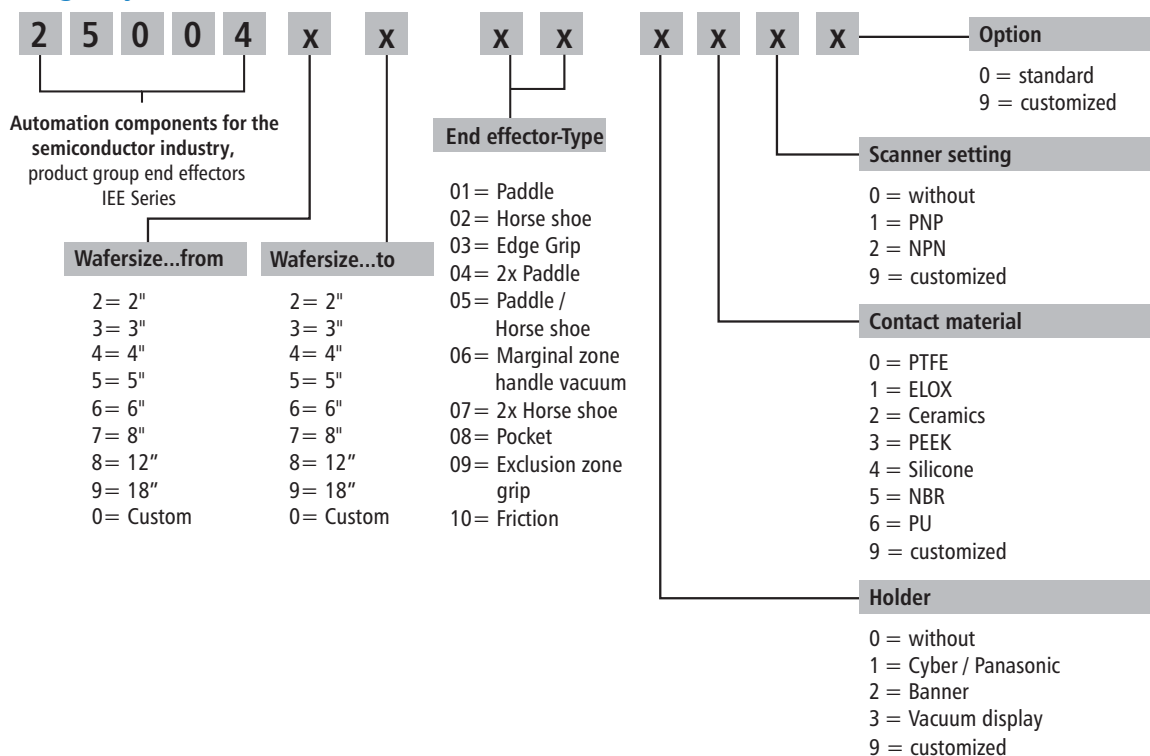 2 5 0 0 4 x x x x x x x x
Option
0 = standard
9 = customized
Automation components for the
semiconductor industry,
product group end effectors
IEE Series
End effector-Type
01= Paddle
02= Horse shoe
03= Edge Grip
04= 2x Paddle
05= Paddle /
Horse shoe
06= Marginal zone
handle vacuum
07= 2x Horse shoe
08= Pocket
09= Exclusion zone
grip
10= Friction
Scanner setting
0 = without
1 = PNP
2 = NPN
9 = customized
Wafersize...from
2= 2"
3= 3"
4= 4"
5= 5"
6= 6"
7= 8"
8= 12”
9= 18”
0= Custom
Wafersize...to
2= 2"
3= 3"
4= 4"
5= 5"
6= 6"
7= 8"
8= 12”
9= 18”
0= Custom
Contact material
0 = PTFE
1 = ELOX
2 = Ceramics
3 = PEEK
4 = Silicone
5 = NBR
6 = PU
9 = customized
Holder
0 = without
1 = Cyber / Panasonic
2 = Banner
3 = Vacuum display
9 = customized